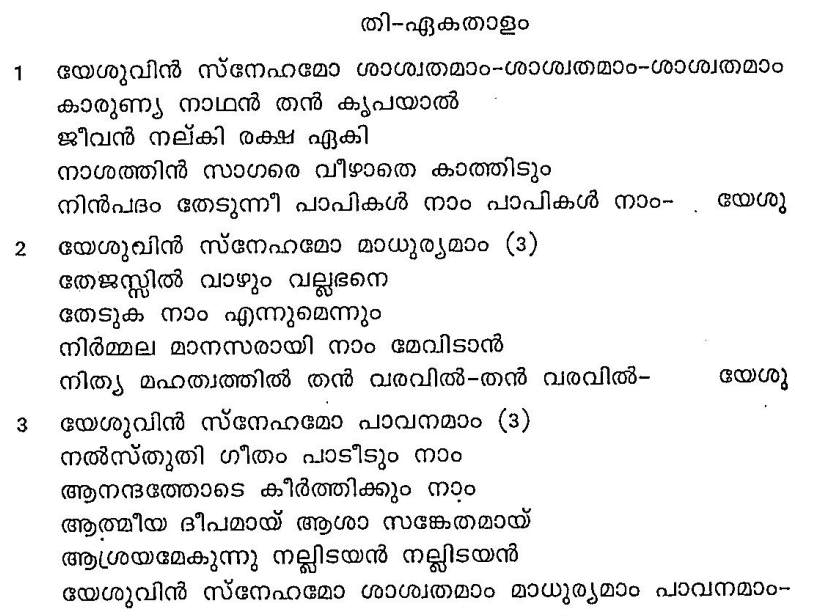 തി-ഏകതാളം
1 യേശുവിൻ സ്നേഹമോ ശാശ്വതമാം-ശാശ്വതമാം-ശാശ്വതമാം
കാരുണ്യ നാഥൻ തൻ കൃപയാൽ
ജീവൻ നല്കി രക്ഷ ഏകി
നാശത്തിൻ സാഗരെ വീഴാതെ കാത്തിടും
നിൻപദം തേടുന്നീ പാപികൾ നാം പാപികൾ നാം- യേശു
2 യേശുവിൻ സ്നേഹമോ മാധുര്യമാം (3)
തേജസ്സിൽ വാഴും വല്ലഭനെ
തേടുക നാം എന്നുമെന്നും
നിർമ്മല മാനസരായി നാം മേവിടാൻ
നിത്യ മഹത്വത്തിൽ തൻ വരവിൽ-തൻ വരവിൽ- യേശു
3 യേശുവിൻ സ്നേഹമോ പാവനമാം (3)
നൽസ്തുതി ഗീതം പാടീടും നാം
ആനന്ദത്തോടെ കീർത്തിക്കും നാം
ആത്മീയ ദീപമായ് ആശാ സങ്കേതമായ്
ആശ്രയമേകുന്നു നല്ലിടയൻ നല്ലിടയൻ
യേശുവിൻ സ്നേഹമോ ശാശ്വതമാം മാധുര്യമാം പാവനമാം-